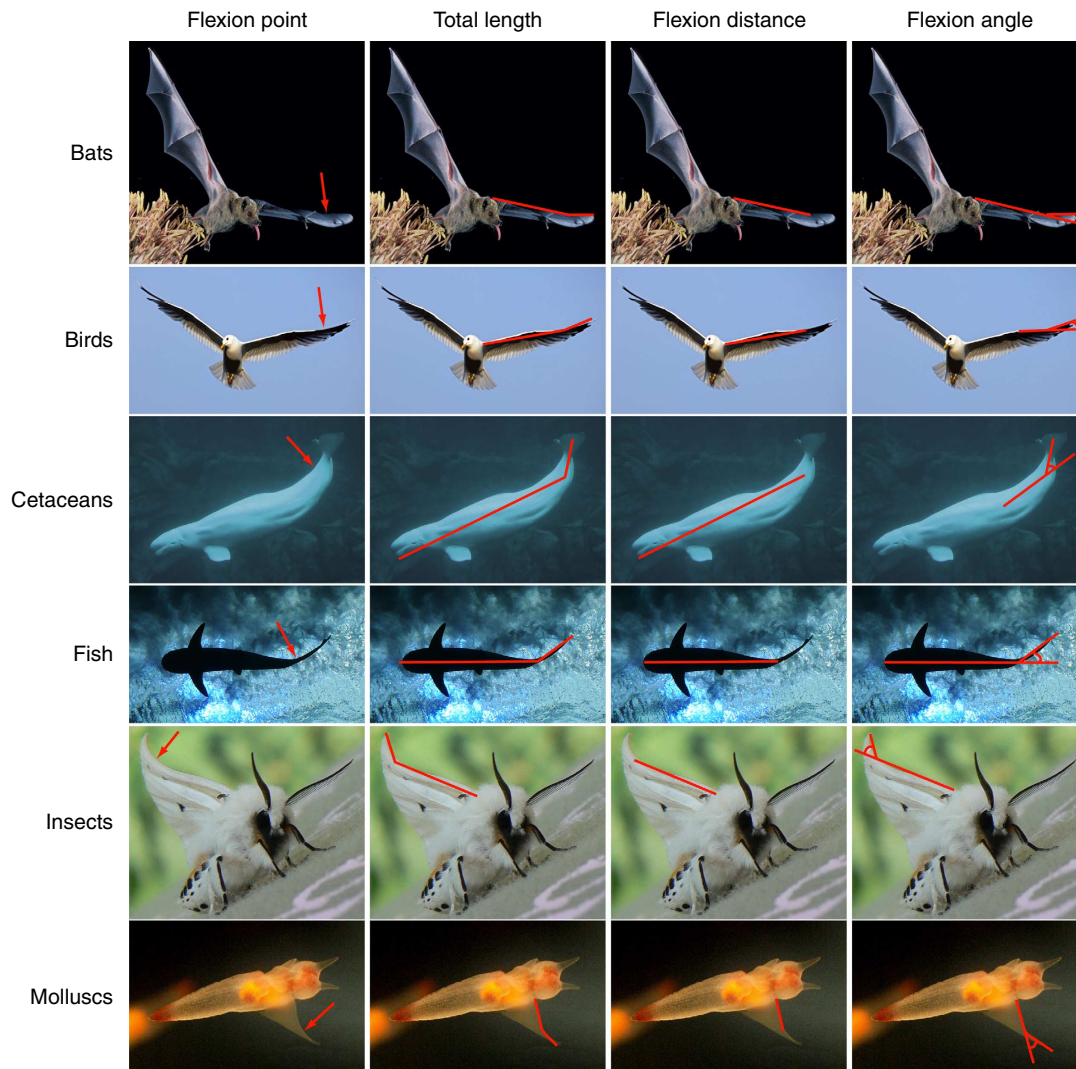 Flexion point Total length Flexion distance Flexion angle
Bats
Birds
Cetaceans
Fish
Insects
Molluscs